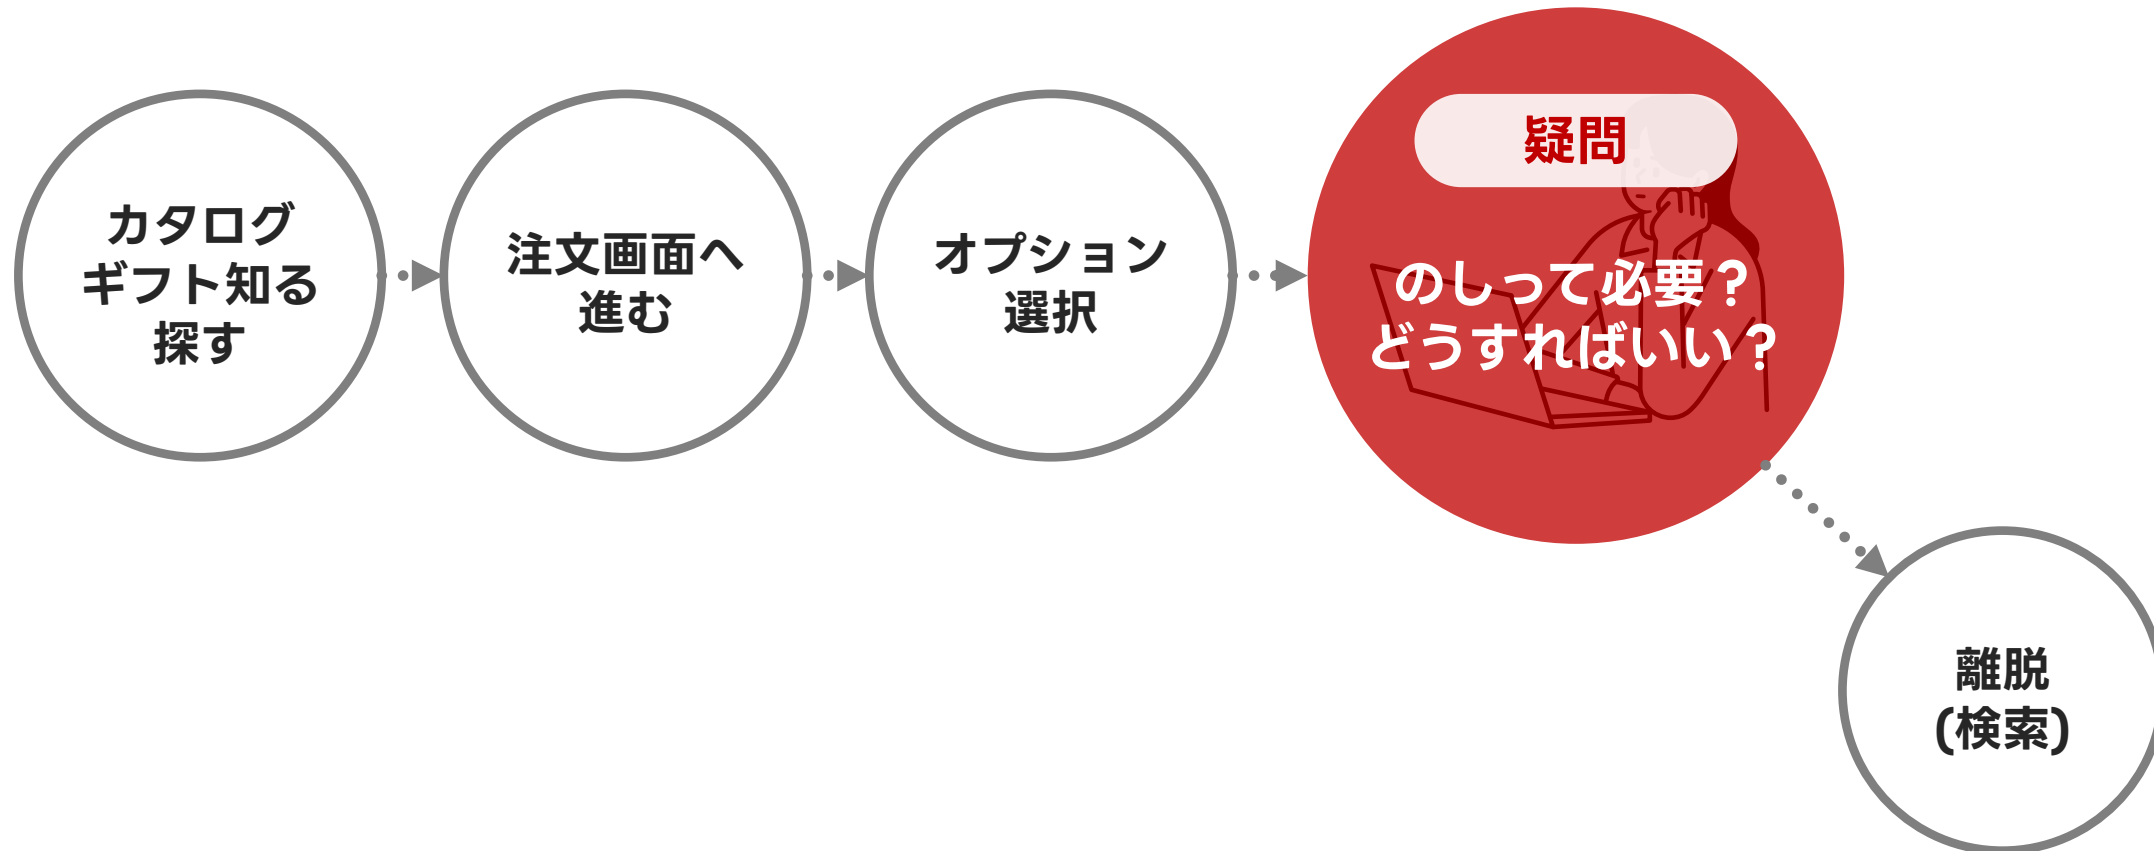 カタログ
ギフト知る
探す
注文画面へ
進む
オプション
選択
疑問
のしって必要？
どうすればいい？
離脱
(検索)